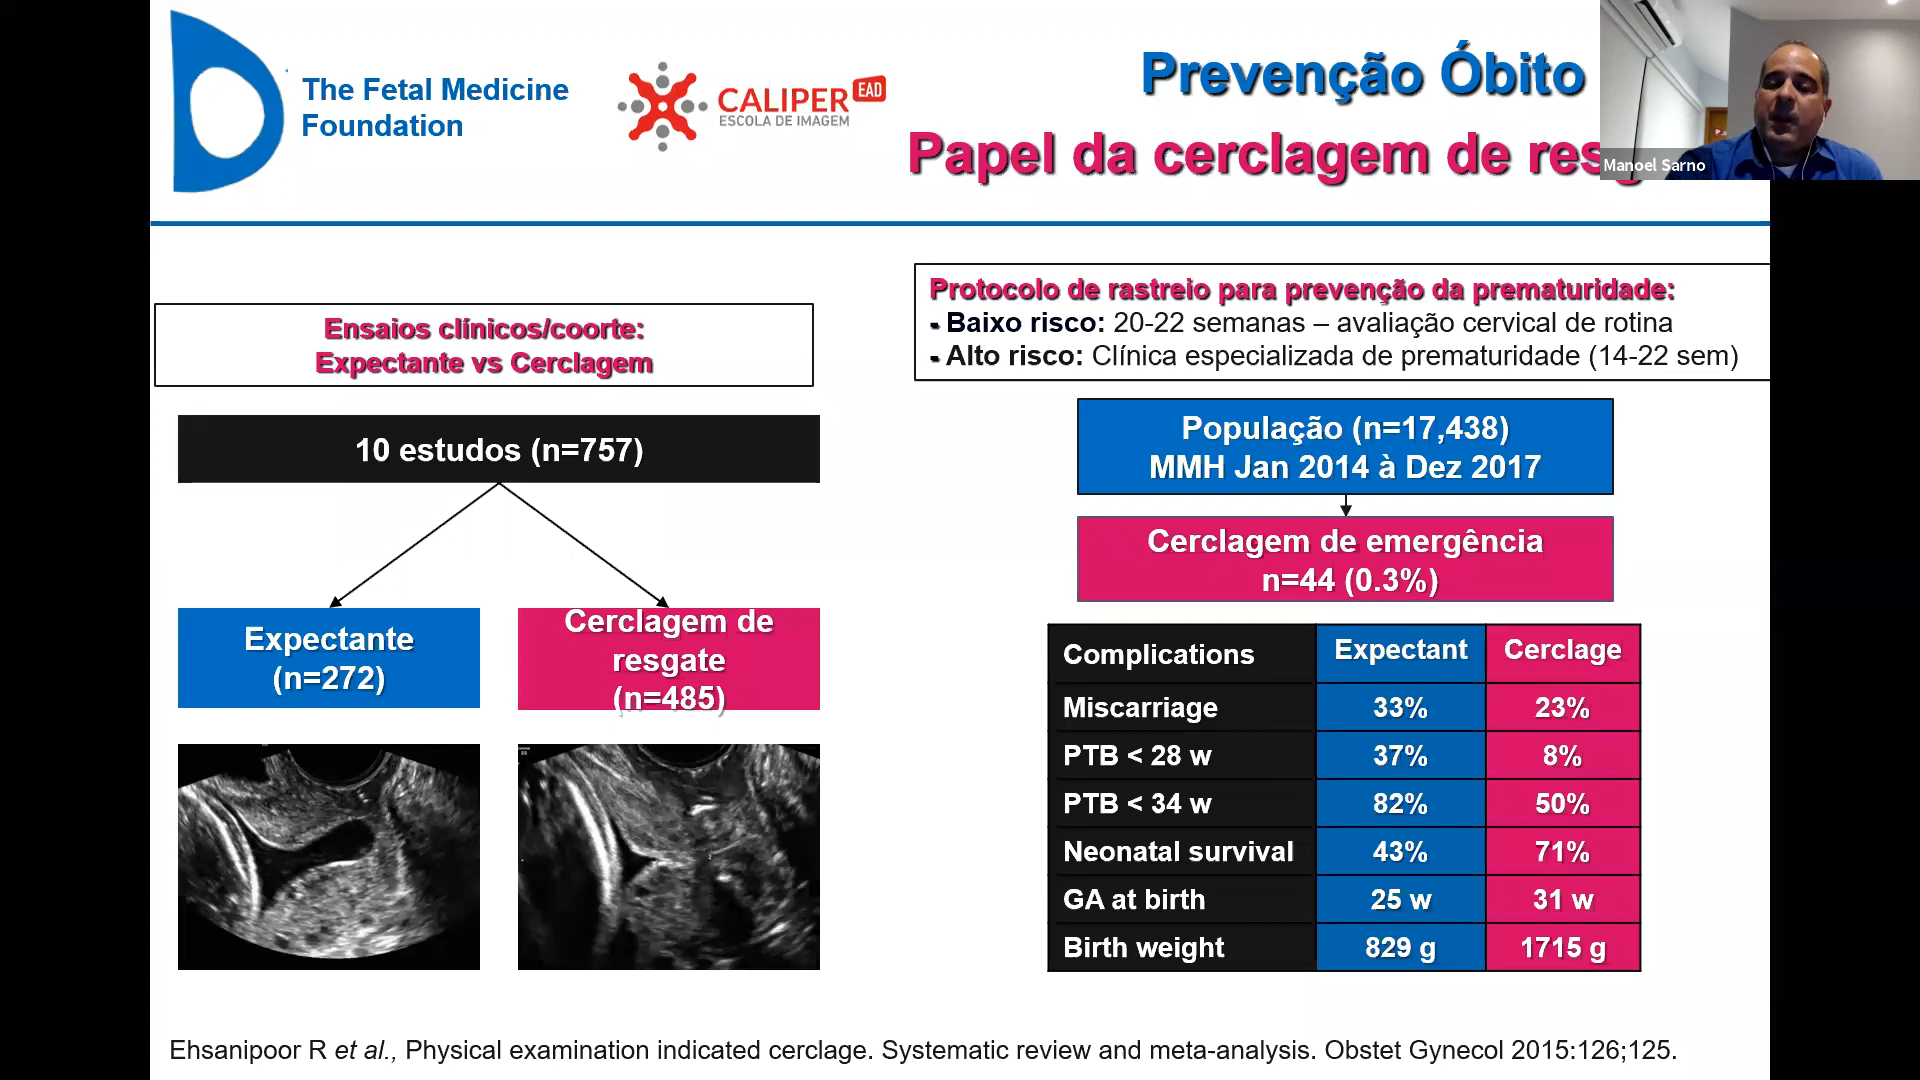 The Fetal Medicine
Foundation
CALIPER EAD
ESCOLA DE IMAGEM
Prevenção Óbito
Papel da cerclagem de
Manoel Sarno
Ensaios clínicos/coorte:
Expectante vs Cerclagem
10 estudos (n=757)
Expectante
(n=272)
Cerclagem de
resgate
(n=485)
Protocolo de rastreio para prevenção da prematuridade:
- Baixo risco: 20-22 semanas – avaliação cervical de rotina
- Alto risco: Clínica especializada de prematuridade (14-22 sem)
População (n=17,438)
MMH Jan 2014 à Dez 2017
Cerclagem de emergência
n=44 (0.3%)
Complications Expectant Cerclage
Miscarriage 33% 23%
PTB < 28 w 37% 8%
PTB < 34 w 82% 50%
Neonatal survival 43% 71%
GA at birth 25 w 31 w
Birth weight 829 g 1715 g
Ehsanipoor R et al., Physical examination indicated cerclage. Systematic review and meta-analysis. Obstet Gynecol 2015:126;125.